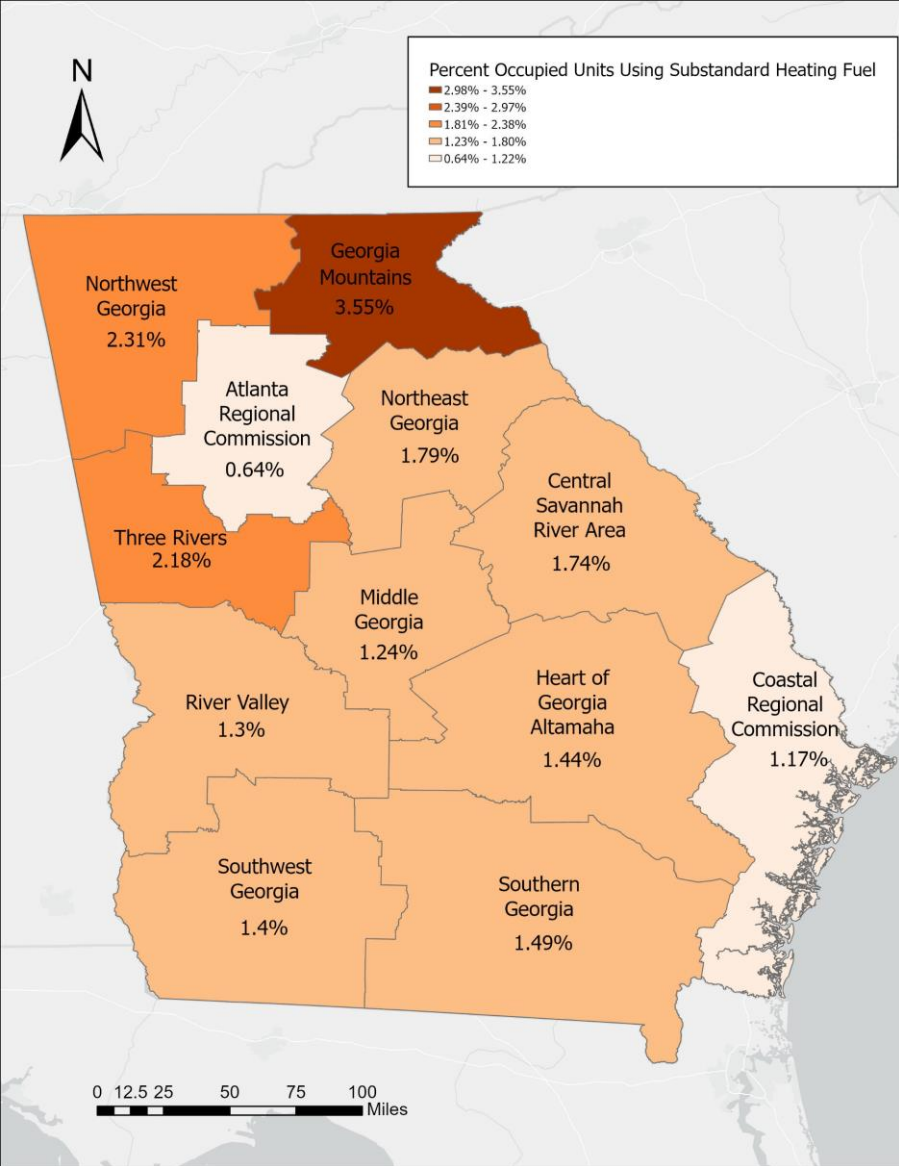 N
Percent Occupied Units Using Substandard Heating Fuel
2.98% - 3.55%
2.39% - 2.97%
1.81% - 2.38%
1.23% - 1.80%
0.64% - 1.22%
Georgia
Mountains
3.55%
Northwest
Georgia
2.31%
Atlanta
Regional
Commission
0.64%
Northeast
Georgia
1.79%
Central
Savannah
River Area
1.74%
Three Rivers
2.18%
Middle
Georgia
1.24%
River Valley
1.3%
Heart of
Georgia
Altamaha
1.44%
Coastal
Regional
Commission
1.17%
Southwest
Georgia
1.4%
Southern
Georgia
1.49%
0 12.5 25 50 75 100
Miles